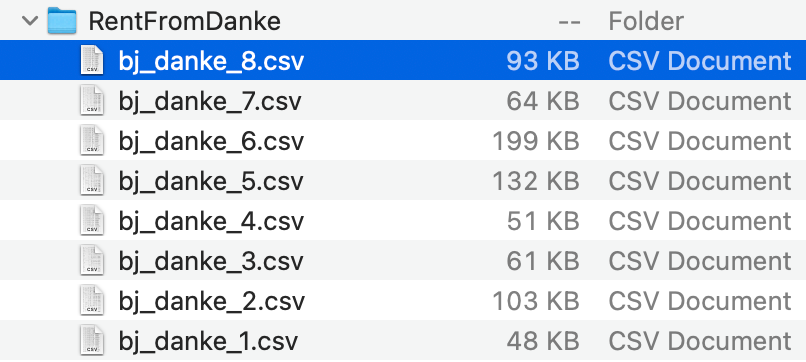 RentFromDanke -- Folder
bj_danke_8.csv 93 KB CSV Document
bj_danke_7.csv 64 KB CSV Document
bj_danke_6.csv 199 KB CSV Document
bj_danke_5.csv 132 KB CSV Document
bj_danke_4.csv 51 KB CSV Document
bj_danke_3.csv 61 KB CSV Document
bj_danke_2.csv 103 KB CSV Document
bj_danke_1.csv 48 KB CSV Document